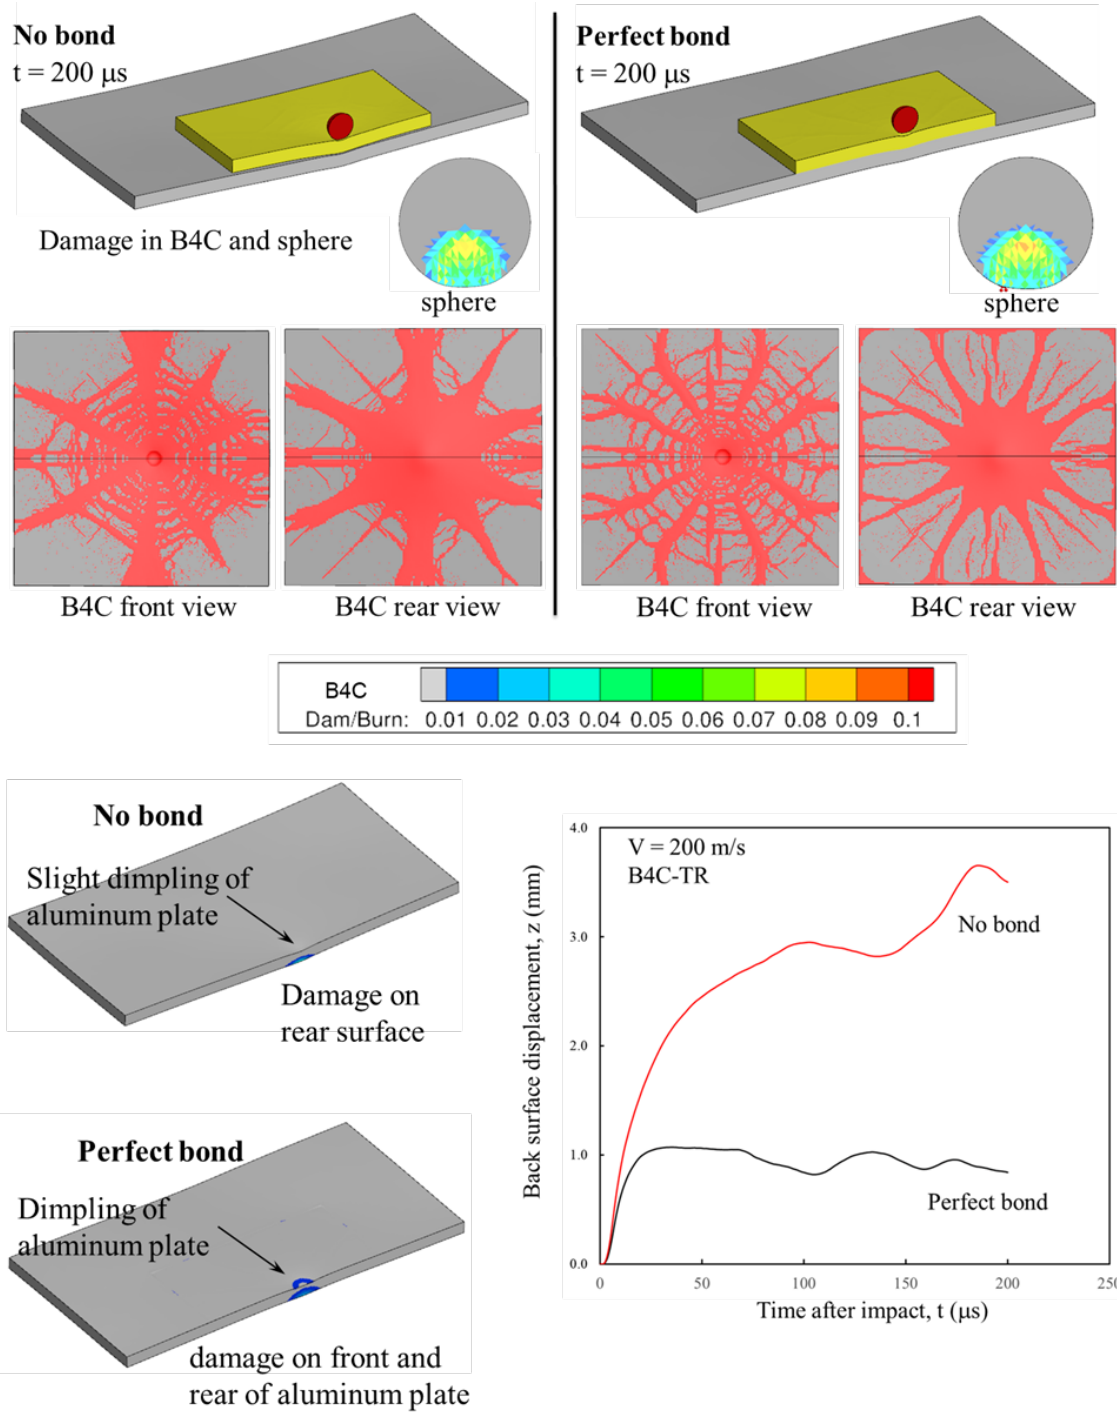 No bond
t = 200 μs
Damage in B4C and sphere
sphere
B4C front view
B4C rear view
Perfect bond
t = 200 μs
sphere
B4C front view
B4C rear view
B4C
Dam/Burn: 0.01 0.02 0.03 0.04 0.05 0.06 0.07 0.08 0.09 0.1
No bond
Slight dimpling of
aluminum plate
Damage on
rear surface
Perfect bond
Dimpling of
aluminum plate
damage on front and
rear of aluminum plate
V = 200 m/s
B4C-TR
No bond
Perfect bond
Back surface displacement, z (mm)
4.0
3.0
2.0
1.0
0.0
0 50 100 150 200 250
Time after impact, t (μs)